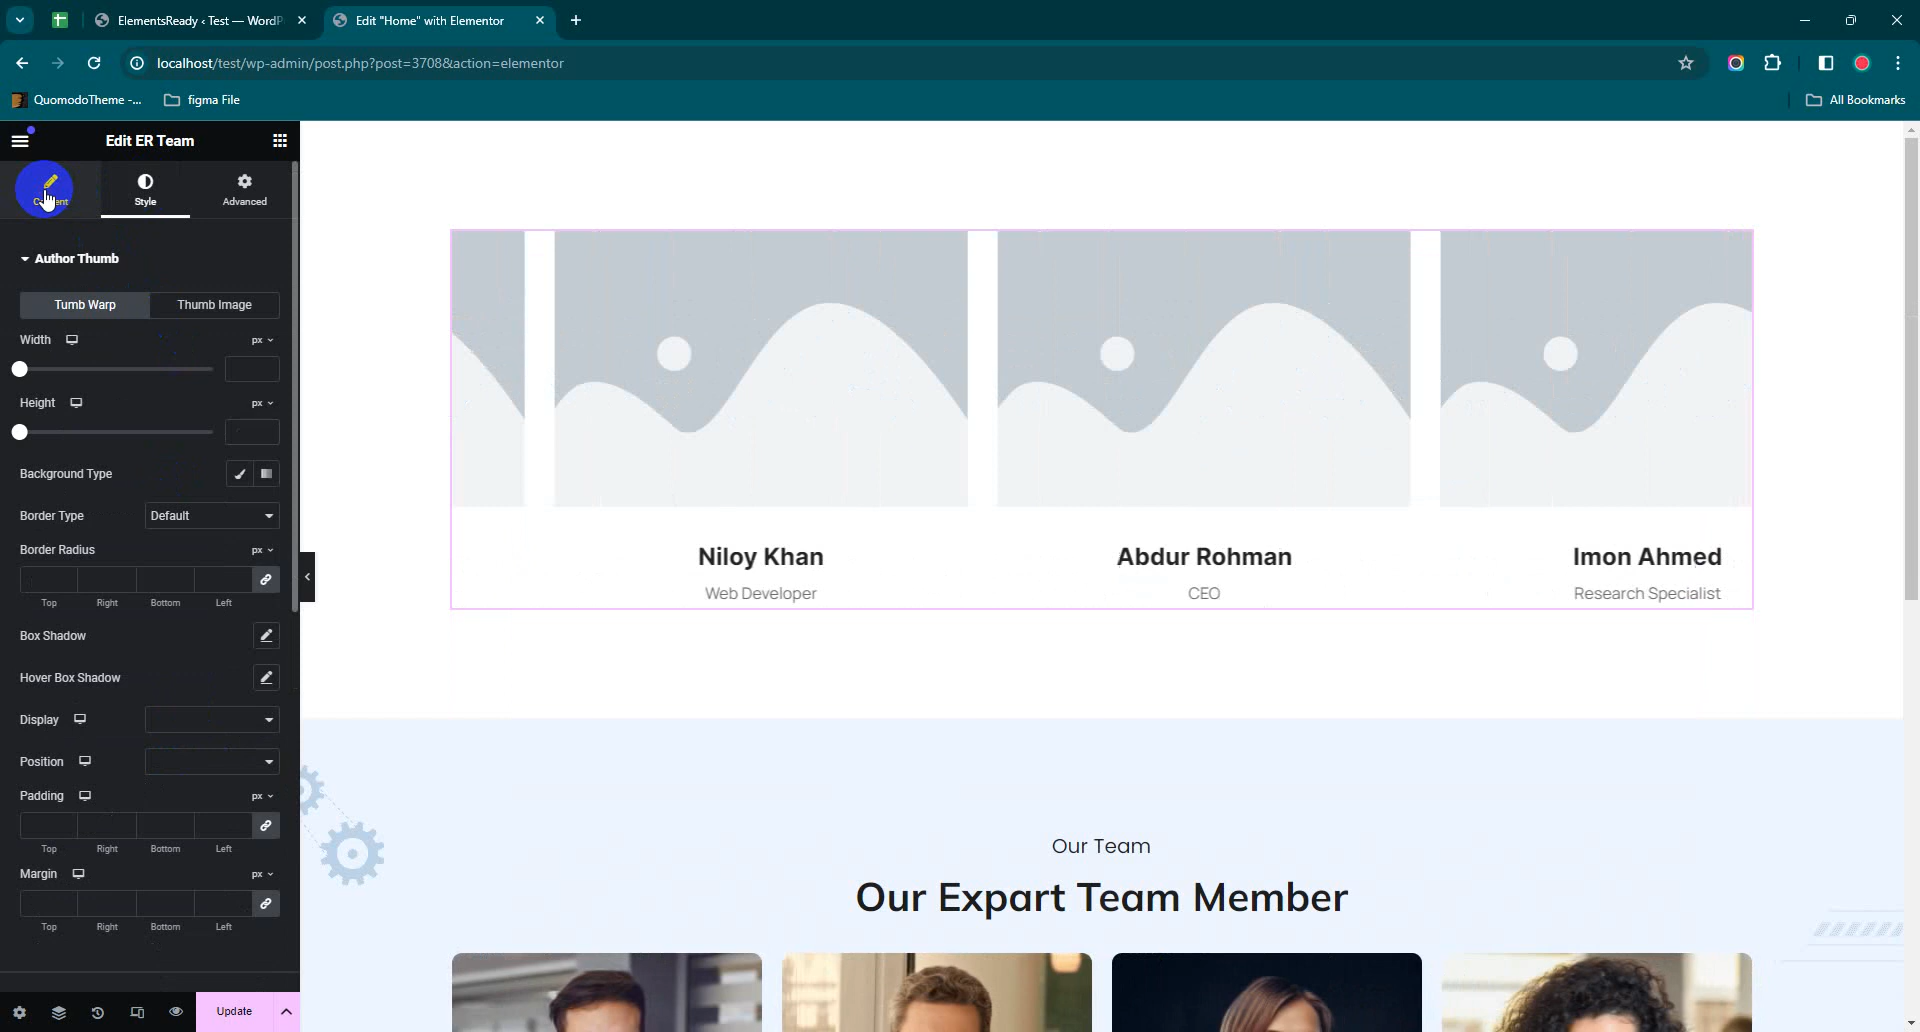 ElementsReady ‹ Test — WordP
Edit "Home" with Elementor
localhost/test/wp-admin/post.php?post=3708&action=elementor
QuomodoTheme -...
figma File
All Bookmarks
Edit ER Team
Style
Advanced
Author Thumb
Tumb Warp
Thumb Image
Width
px
Height
px
Background Type
Border Type
Default
Border Radius
px
Top Right Bottom Left
Box Shadow
Hover Box Shadow
Display
Position
Padding
px
Top Right Bottom Left
Margin
px
Top Right Bottom Left
Update
Niloy Khan
Web Developer
Abdur Rohman
CEO
Imon Ahmed
Research Specialist
Our Team
Our Expart Team Member